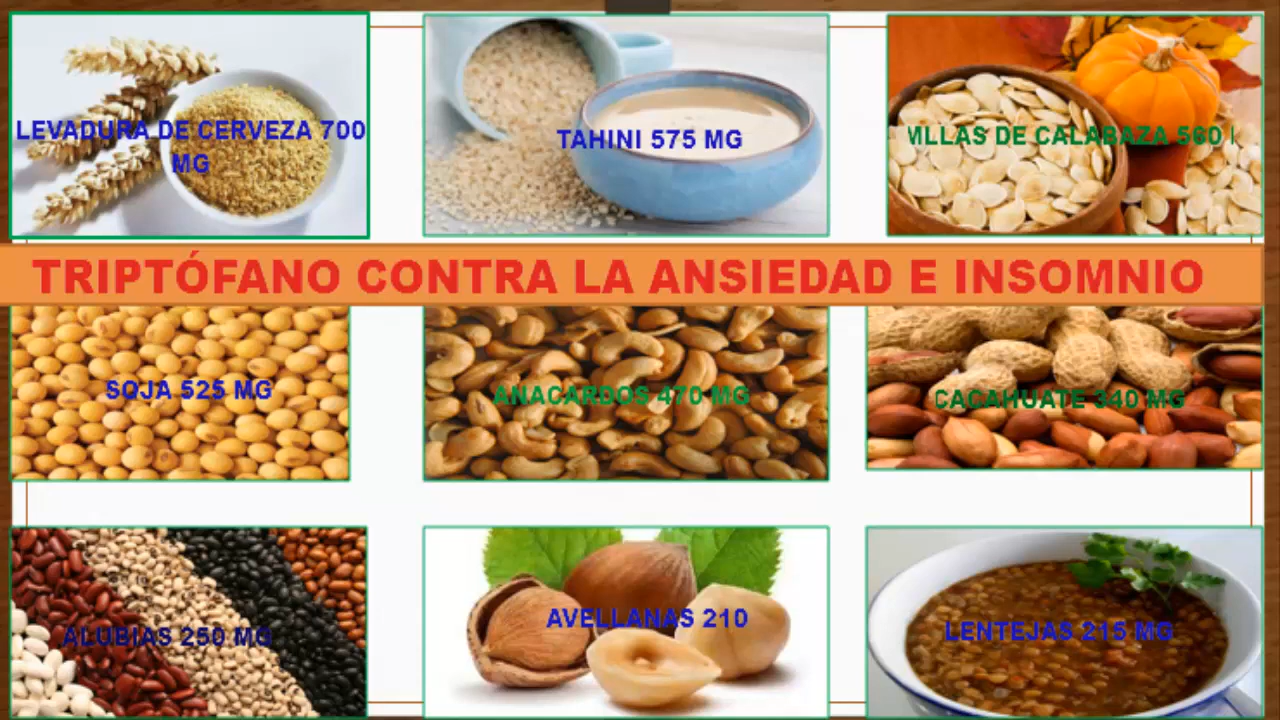 LEVADURA DE CERVEZA 700
MG
TAHINI 575 MG
DE CALABAZA 560
TRIPTÓFANO CONTRA LA ANSIEDAD E INSOMNIO
SOJA 525 MG
ANACARDOS 470 MG
CACAHUATE 340 MG
ALUBIAS 250 MG
AVELLANAS 210
LENTEJAS 215 MG